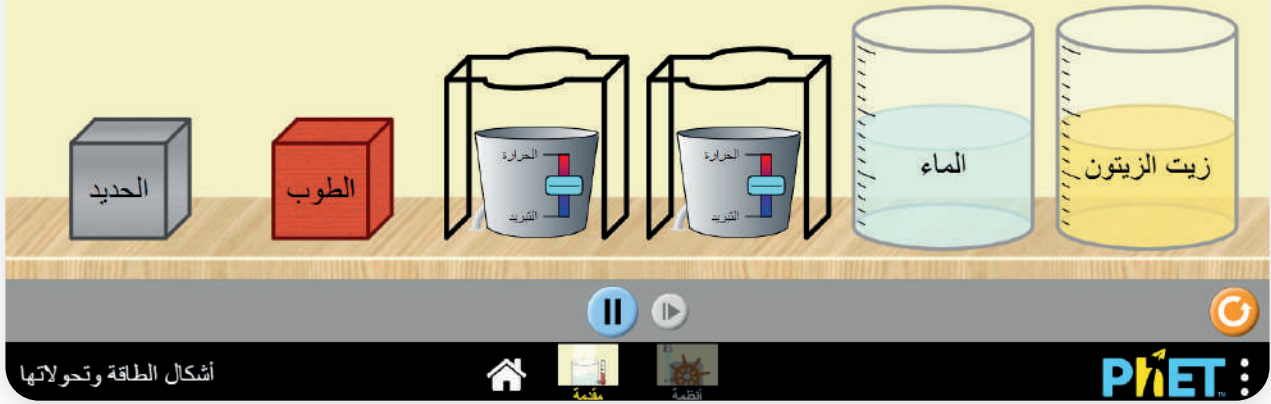 الحديد
الطوب
الحرارة
التبريد
الحرارة
التبريد
الماء
زيت الزيتون
أشكال الطاقة وتحولاتها
مقدمة
أنظمة
PhET